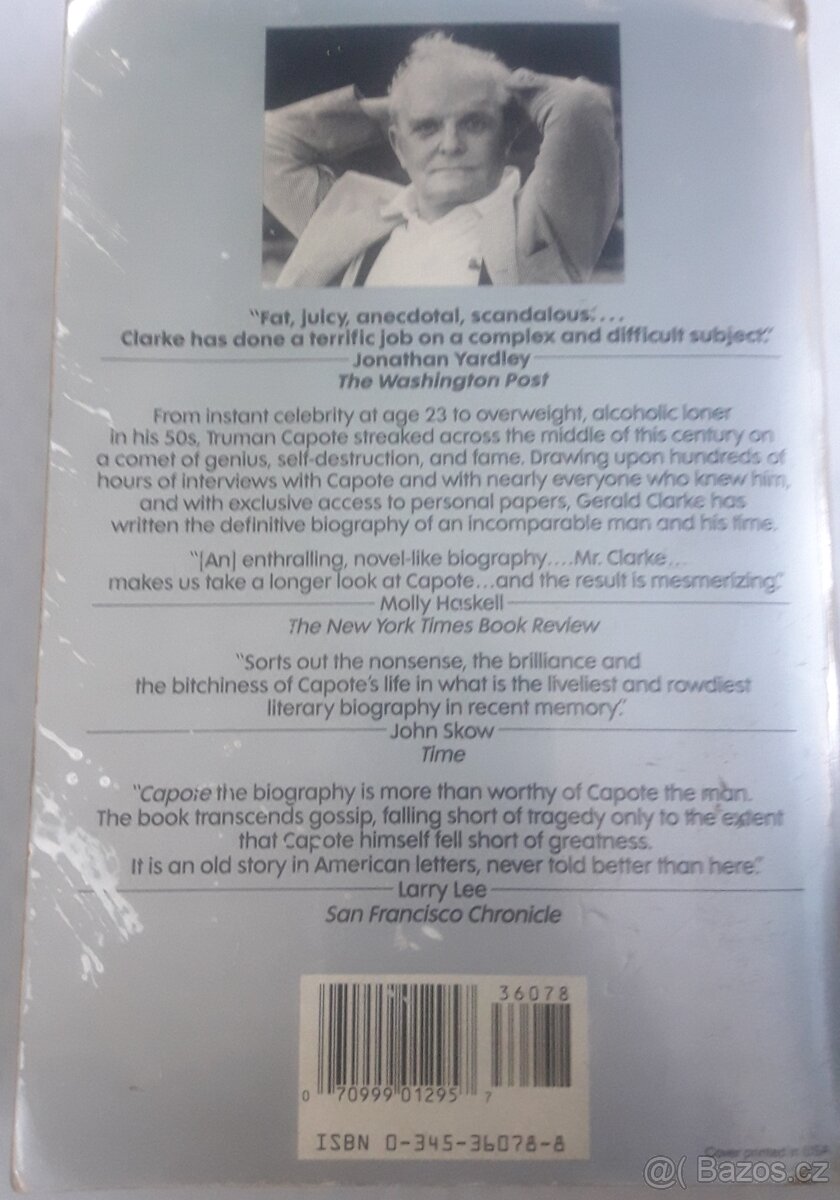 "Fat, juicy, anecdotal, scandalous....
Clarke has done a terrific job on a complex and difficult subject."
Jonathan Yardley
The Washington Post
From instant celebrity at age 23 to overweight, alcoholic loner
in his 50s, Truman Capote streaked across the middle of this century on
a comet of genius, self-destruction, and fame. Drawing upon hundreds of
hours of interviews with Capote and with nearly everyone who knew him,
and with exclusive access to personal papers, Gerald Clarke has
written the definitive biography of an incomparable man and his time.
"[An] enthralling, novel-like biography....Mr. Clarke...
makes us take a longer look at Capote...and the result is mesmerizing."
Molly Haskell
The New York Times Book Review
"Sorts out the nonsense, the brilliance and
the bitchiness of Capote's life in what is the liveliest and rowdiest
literary biography in recent memory."
John Skow
Time
"Capote the biography is more than worthy of Capote the man.
The book transcends gossip, falling short of tragedy only to the extent
that Capote himself fell short of greatness.
It is an old story in American letters, never told better than here."
Larry Lee
San Francisco Chronicle
36078
0 70999 01295 7
ISBN 0-345-36078-8
Cover printed in USA
@( Bazos.cz